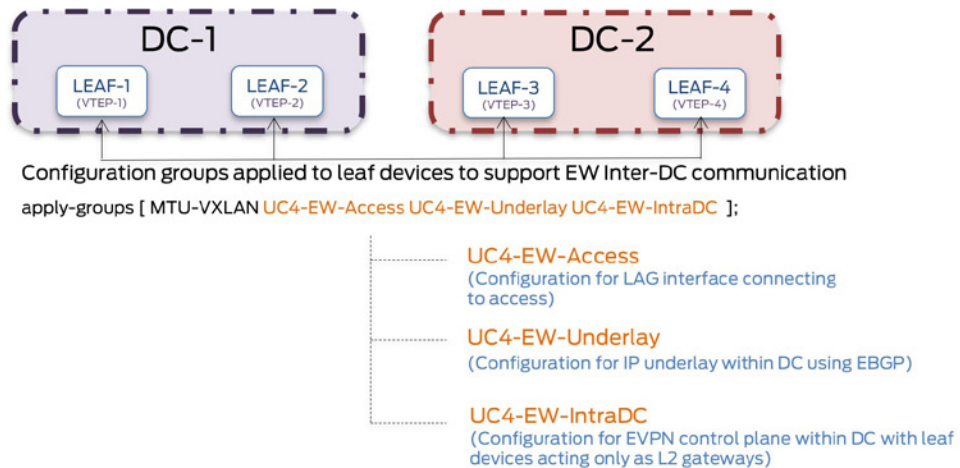 DC-1
DC-2
LEAF-1
(VTEP-1)
LEAF-2
(VTEP-2)
LEAF-3
(VTEP-3)
LEAF-4
(VTEP-4)
Configuration groups applied to leaf devices to support EW Inter-DC communication
apply-groups [ MTU-VXLAN UC4-EW-Access UC4-EW-Underlay UC4-EW-IntraDC ];
UC4-EW-Access
(Configuration for LAG interface connecting
to access)
UC4-EW-Underlay
(Configuration for IP underlay within DC using EBGP)
UC4-EW-IntraDC
(Configuration for EVPN control plane within DC with leaf
devices acting only as L2 gateways)